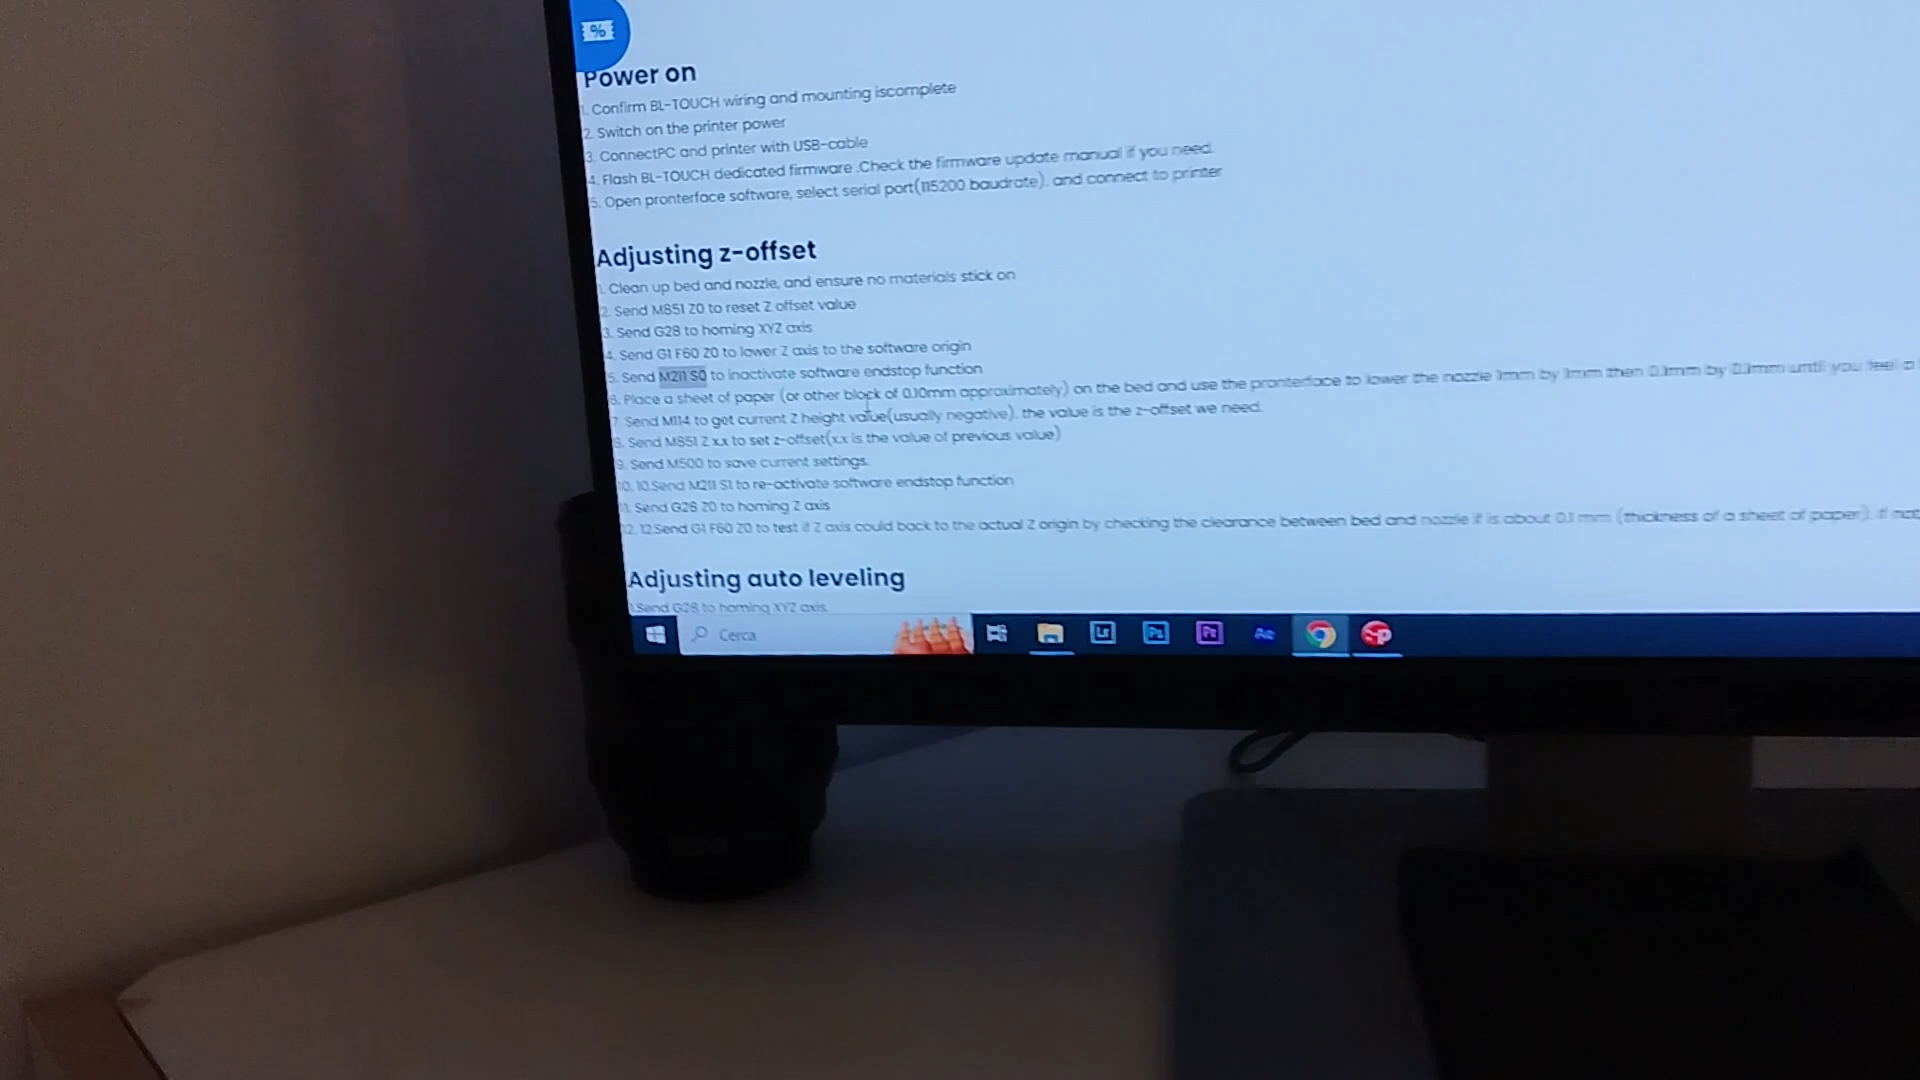 %
Power on
1. Confirm BL-TOUCH wiring and mounting iscomplete
2. Switch on the printer power
3. ConnectPC and printer with USB-cable
4. Flash BL-TOUCH dedicated firmware .Check the firmware update manual if you need.
5. Open pronterface software, select serial port(115200 baudrate). and connect to printer
Adjusting z-offset
1. Clean up bed and nozzle, and ensure no materials stick on
2. Send M851 Z0 to reset Z offset value
3. Send G28 to homing XYZ axis
4. Send G1 F60 Z0 to lower Z axis to the software origin
5. Send M211 S0 to inactivate software endstop function
6. Place a sheet of paper (or other block of 0.10mm approximately) on the bed and use the pronterface to lower the nozzle 1mm by 1mm then 0.1mm by 0.1mm until you feel a
7. Send M114 to get current Z height value(usually negative). the value is the z-offset we need.
8. Send M851 Z x.x to set z-offset(x.x is the value of previous value)
9. Send M500 to save current settings.
10. 10.Send M211 S1 to re-activate software endstop function
11. Send G28 Z0 to homing Z axis
12. 12.Send G1 F60 Z0 to test if Z axis could back to the actual Z origin by checking the clearance between bed and nozzle if is about 0.1 mm (thickness of a sheet of paper). If not
Adjusting auto leveling
1.Send G28 to homing XYZ axis.
Cerca
Lr
Ps
Pr
Ae